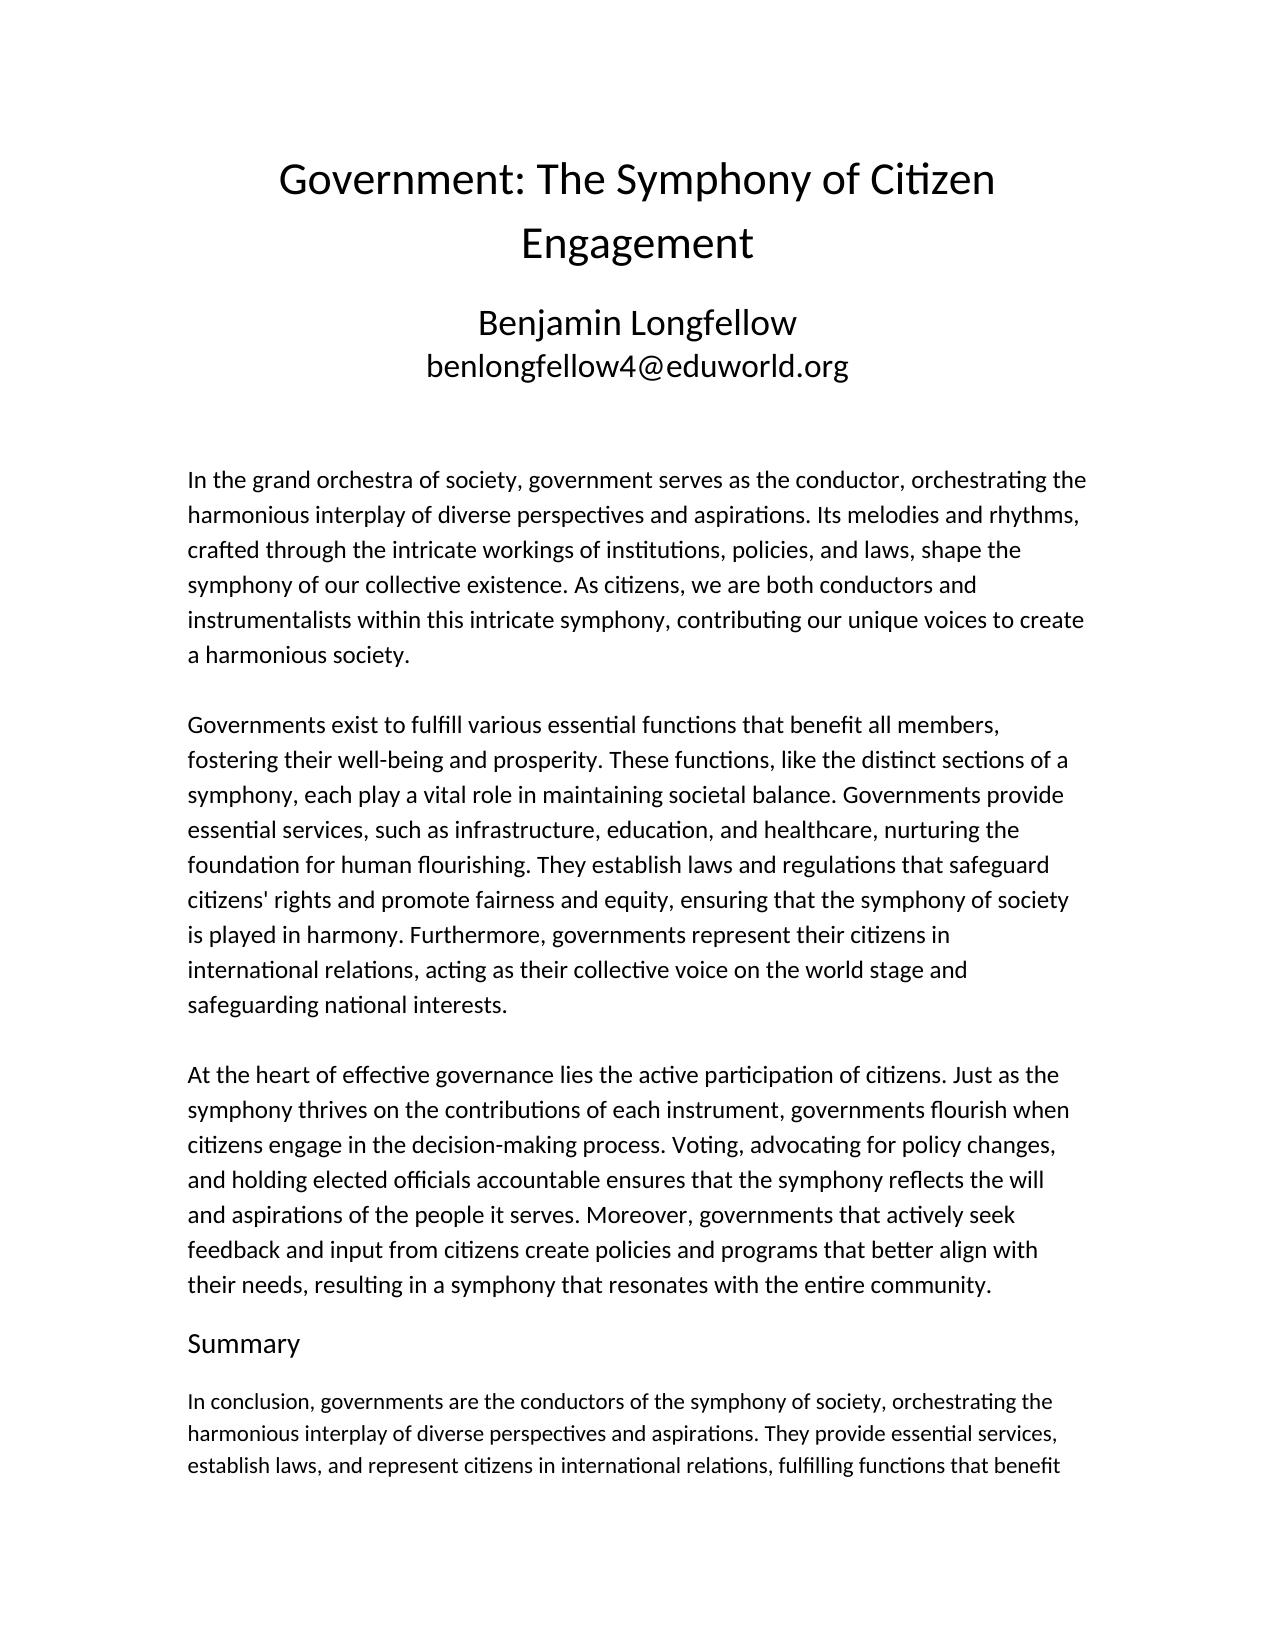 Government: The Symphony of Citizen
Engagement
Benjamin Longfellow
benlongfellow4@eduworld.org
In the grand orchestra of society, government serves as the conductor, orchestrating the
harmonious interplay of diverse perspectives and aspirations. Its melodies and rhythms,
crafted through the intricate workings of institutions, policies, and laws, shape the
symphony of our collective existence. As citizens, we are both conductors and
instrumentalists within this intricate symphony, contributing our unique voices to create
a harmonious society.
Governments exist to fulfill various essential functions that benefit all members,
fostering their well-being and prosperity. These functions, like the distinct sections of a
symphony, each play a vital role in maintaining societal balance. Governments provide
essential services, such as infrastructure, education, and healthcare, nurturing the
foundation for human flourishing. They establish laws and regulations that safeguard
citizens' rights and promote fairness and equity, ensuring that the symphony of society
is played in harmony. Furthermore, governments represent their citizens in
international relations, acting as their collective voice on the world stage and
safeguarding national interests.
At the heart of effective governance lies the active participation of citizens. Just as the
symphony thrives on the contributions of each instrument, governments flourish when
citizens engage in the decision-making process. Voting, advocating for policy changes,
and holding elected officials accountable ensures that the symphony reflects the will
and aspirations of the people it serves. Moreover, governments that actively seek
feedback and input from citizens create policies and programs that better align with
their needs, resulting in a symphony that resonates with the entire community.
Summary
In conclusion, governments are the conductors of the symphony of society, orchestrating the
harmonious interplay of diverse perspectives and aspirations. They provide essential services,
establish laws, and represent citizens in international relations, fulfilling functions that benefit